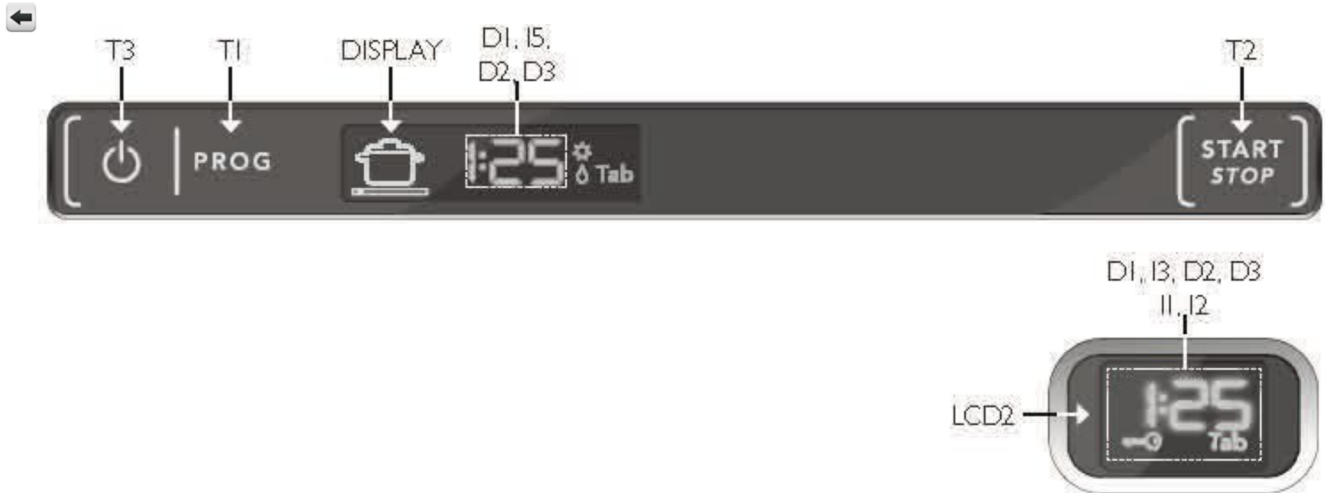 T3
T1
DISPLAY
D1, I5,
D2, D3
T2
PROG
1:25
Tab
START
STOP
D1, I3, D2, D3
I1, I2
LCD2
1:25
Tab